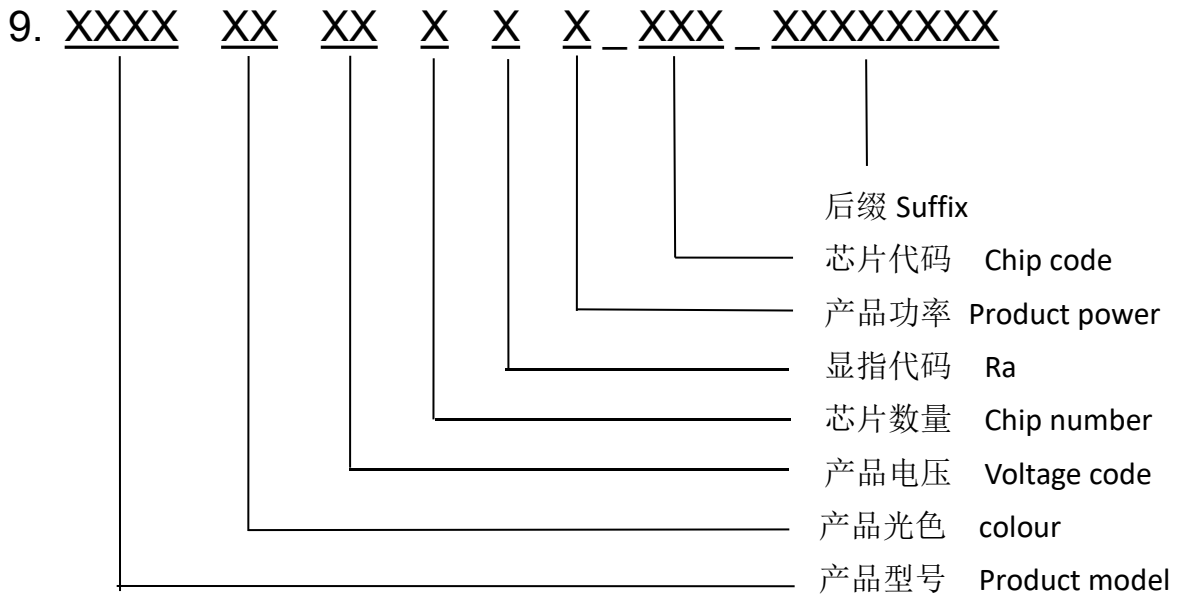 9. XXXX XX XX X X X _ XXX _ XXXXXXXX
后缀 Suffix
芯片代码 Chip code
产品功率 Product power
显指代码 Ra
芯片数量 Chip number
产品电压 Voltage code
产品光色 colour
产品型号 Product model